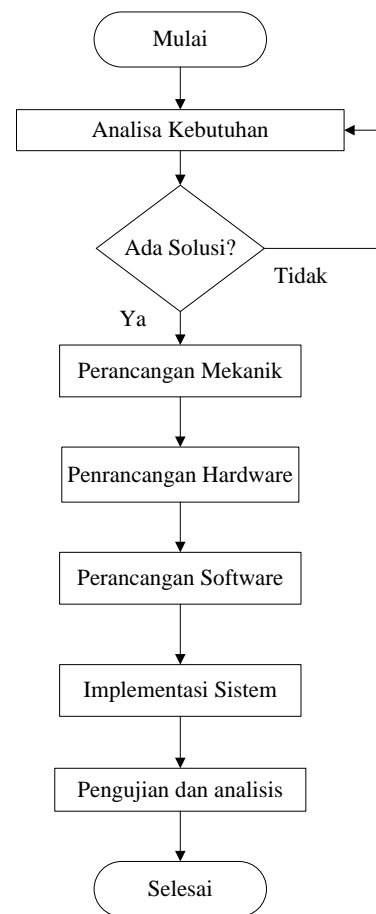 Mulai
Analisa Kebutuhan
Ada Solusi?
Tidak
Ya
Perancangan Mekanik
Penrancangan Hardware
Perancangan Software
Implementasi Sistem
Pengujian dan analisis
Selesai